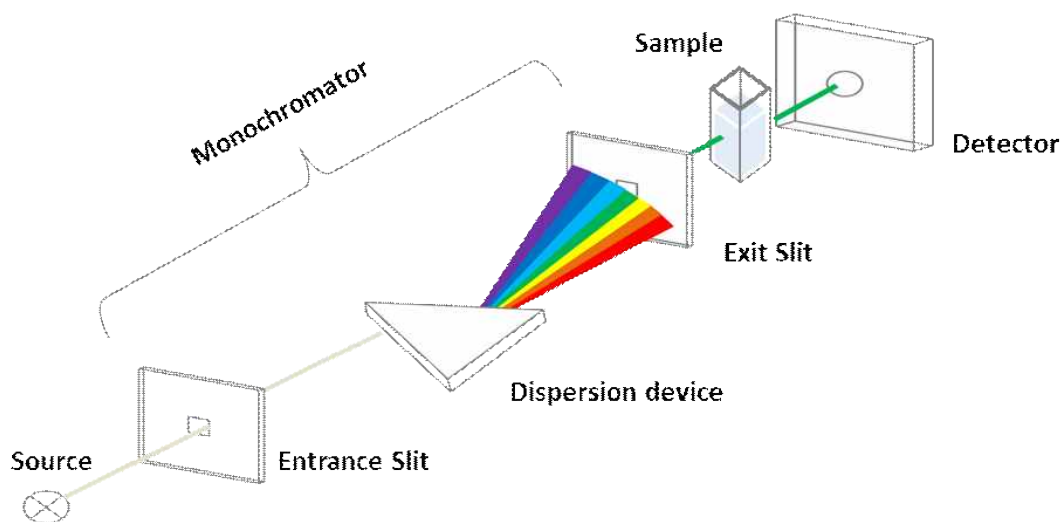 Monochromator
Sample
Detector
Exit Slit
Dispersion device
Source
Entrance Slit